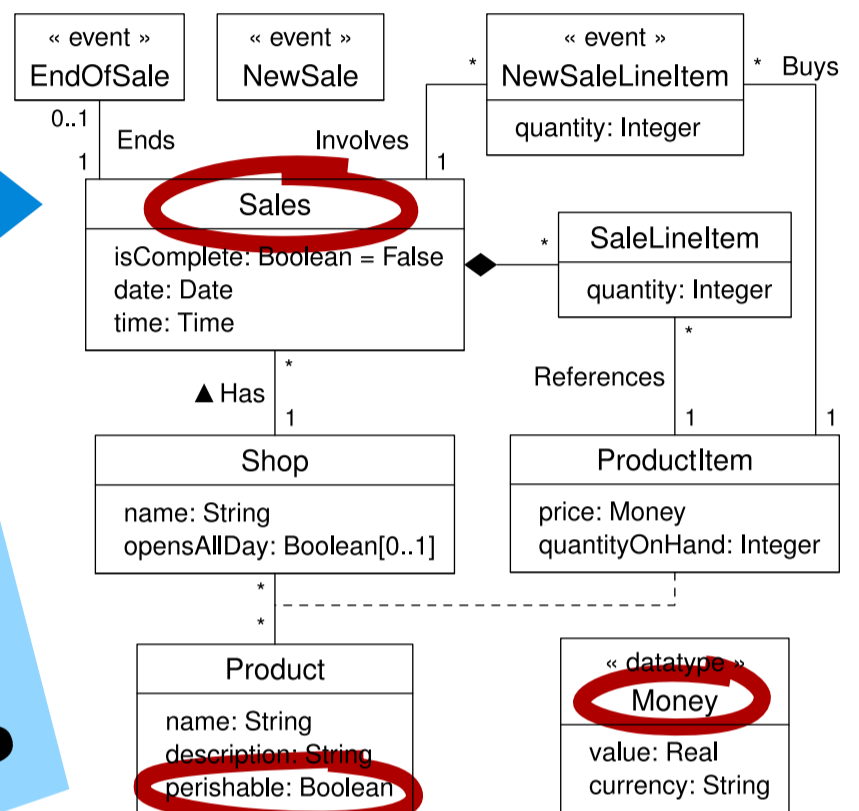 « event »
EndOfSale
« event »
NewSale
« event »
NewSaleLineItem
quantity: Integer
* Buys
*
0..1
Ends
1
Involves
1
Sales
isComplete: Boolean = False
date: Date
time: Time
*
SaleLineItem
quantity: Integer
*
▲ Has
1
*
References
1
1
Shop
name: String
opensAllDay: Boolean[0..1]
ProductItem
price: Money
quantityOnHand: Integer
*
*
Product
name: String
description: String
perishable: Boolean
« datatype »
Money
value: Real
currency: String